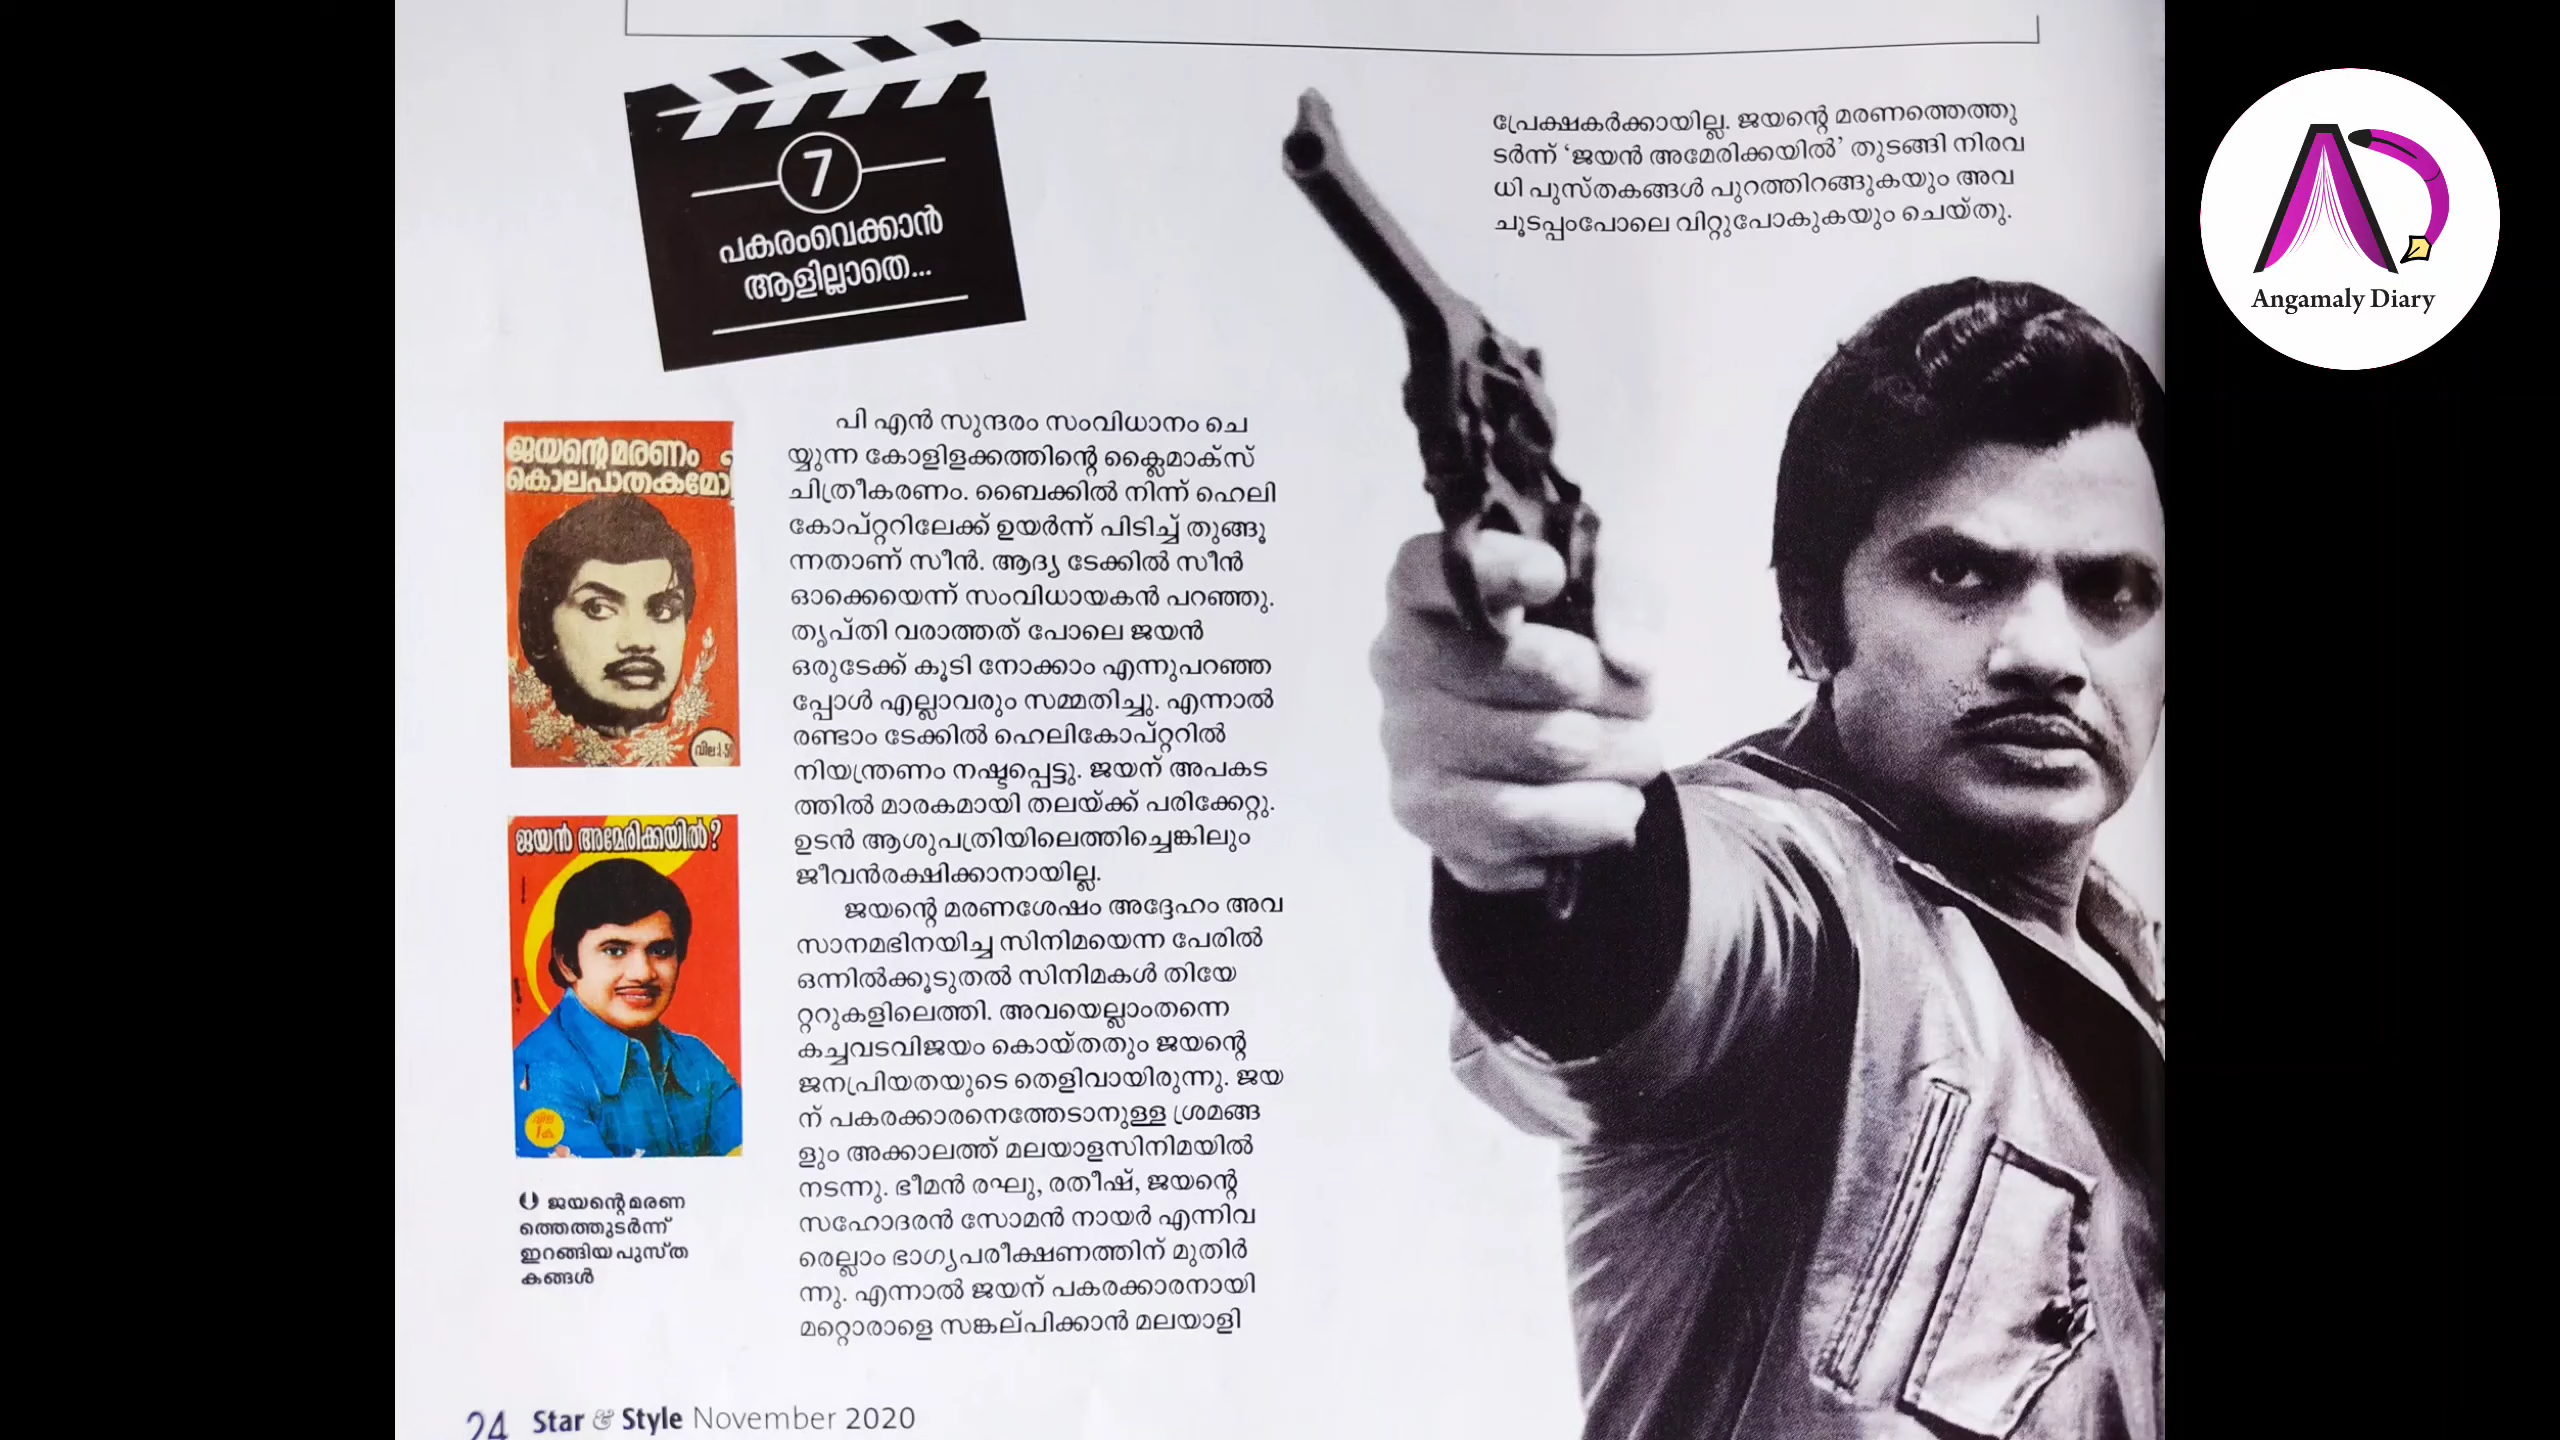 7
പകരംവെക്കാൻ
ആളില്ലാതെ...
ജയന്റെ മരണം
കൊലപാതകമോ
വില 1-50
ജയൻ അമേരിക്കയിൽ?
വില
1ക
ജയന്റെ മരണ
ത്തെത്തുടർന്ന്
ഇറങ്ങിയ പുസ്ത
കങ്ങൾ
പി എൻ സുന്ദരം സംവിധാനം ചെ
യ്യുന്ന കോളിളക്കത്തിന്റെ ക്ലൈമാക്സ്
ചിത്രീകരണം. ബൈക്കിൽ നിന്ന് ഹെലി
കോപ്റ്ററിലേക്ക് ഉയർന്ന് പിടിച്ച് തുങ്ങൂ
ന്നതാണ് സീൻ. ആദ്യ ടേക്കിൽ സീൻ
ഓക്കെയെന്ന് സംവിധായകൻ പറഞ്ഞു.
തൃപ്തി വരാത്തത് പോലെ ജയൻ
ഒരുടേക്ക് കൂടി നോക്കാം എന്നുപറഞ്ഞ
പ്പോൾ എല്ലാവരും സമ്മതിച്ചു. എന്നാൽ
രണ്ടാം ടേക്കിൽ ഹെലികോപ്റ്ററിൽ
നിയന്ത്രണം നഷ്ടപ്പെട്ടു. ജയന് അപകട
ത്തിൽ മാരകമായി തലയ്ക്ക് പരിക്കേറ്റു.
ഉടൻ ആശുപത്രിയിലെത്തിച്ചെങ്കിലും
ജീവൻരക്ഷിക്കാനായില്ല.
ജയന്റെ മരണശേഷം അദ്ദേഹം അവ
സാനമഭിനയിച്ച സിനിമയെന്ന പേരിൽ
ഒന്നിൽക്കൂടുതൽ സിനിമകൾ തിയേ
റ്ററുകളിലെത്തി. അവയെല്ലാംതന്നെ
കച്ചവടവിജയം കൊയ്തതും ജയന്റെ
ജനപ്രിയതയുടെ തെളിവായിരുന്നു. ജയ
ന് പകരക്കാരനെത്തേടാനുള്ള ശ്രമങ്ങ
ളും അക്കാലത്ത് മലയാളസിനിമയിൽ
നടന്നു. ഭീമൻ രഘു, രതീഷ്, ജയന്റെ
സഹോദരൻ സോമൻ നായർ എന്നിവ
രെല്ലാം ഭാഗ്യപരീക്ഷണത്തിന് മുതിർ
ന്നു. എന്നാൽ ജയന് പകരക്കാരനായി
മറ്റൊരാളെ സങ്കല്പിക്കാൻ മലയാളി
പ്രേക്ഷകർക്കായില്ല. ജയന്റെ മരണത്തെത്തു
ടർന്ന് ‘ജയൻ അമേരിക്കയിൽ’ തുടങ്ങി നിരവ
ധി പുസ്തകങ്ങൾ പുറത്തിറങ്ങുകയും അവ
ചൂടപ്പംപോലെ വിറ്റുപോകുകയും ചെയ്തു.
24 Star & Style November 2020
Angamaly Diary